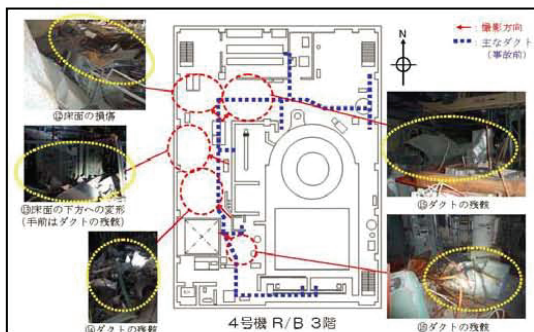 ← : 撮影方向
: 主なダクト
(事故前)
N
⑫床面の損傷
⑬床面の下方への変形
(手前はダクトの残骸)
⑭ダクトの残骸
⑮ダクトの残骸
⑯ダクトの残骸
4号機 R/B 3階